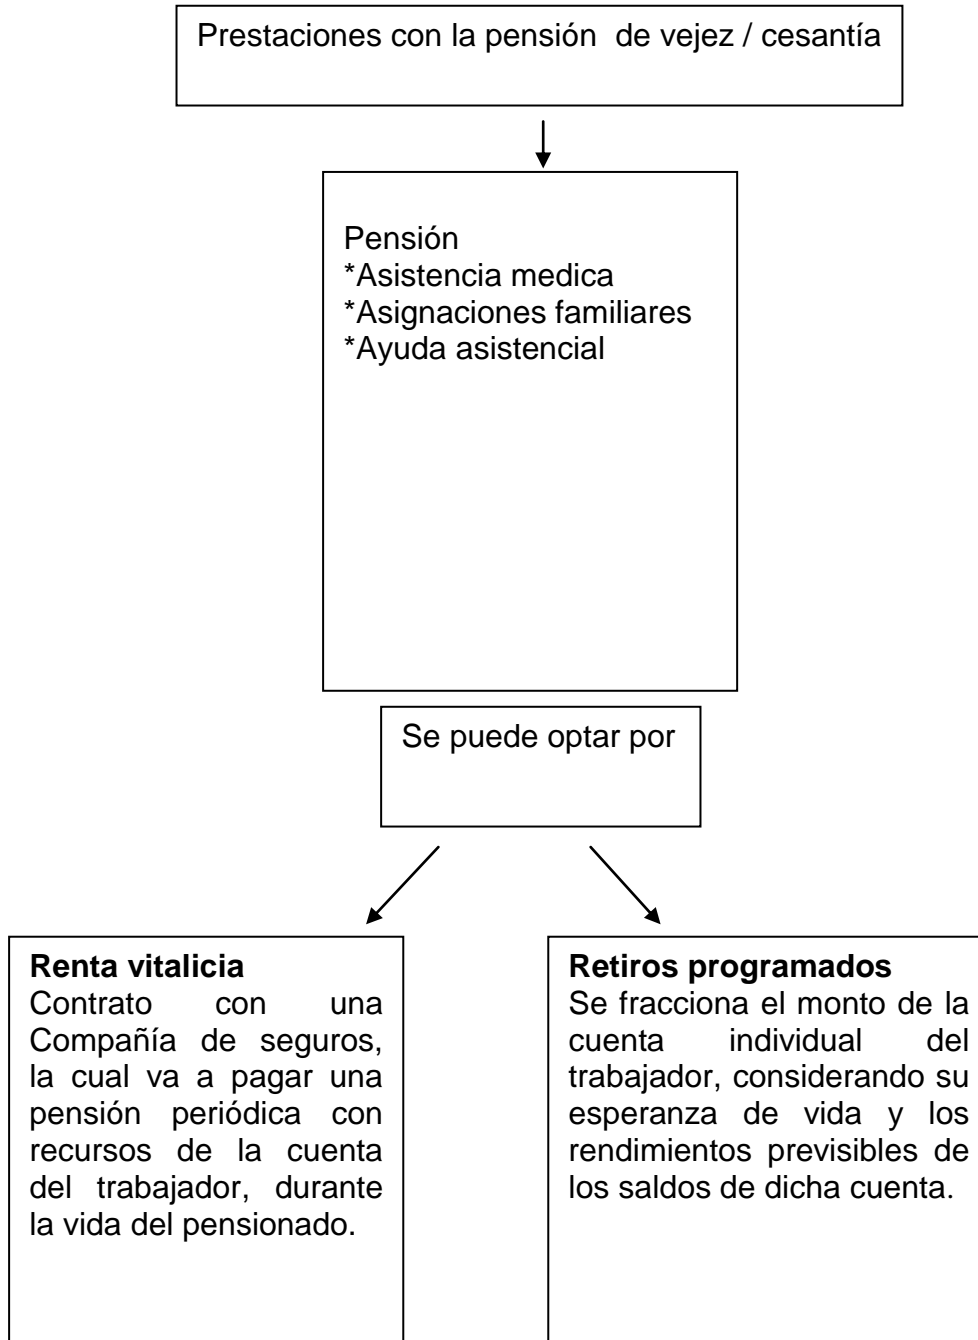 Prestaciones con la pensión de vejez / cesantía
Pensión
*Asistencia medica
*Asignaciones familiares
*Ayuda asistencial
Se puede optar por
Renta vitalicia
Contrato con una
Compañía de seguros,
la cual va a pagar una
pensión periódica con
recursos de la cuenta
del trabajador, durante
la vida del pensionado.
Retiros programados
Se fracciona el monto de la
cuenta individual del
trabajador, considerando su
esperanza de vida y los
rendimientos previsibles de
los saldos de dicha cuenta.